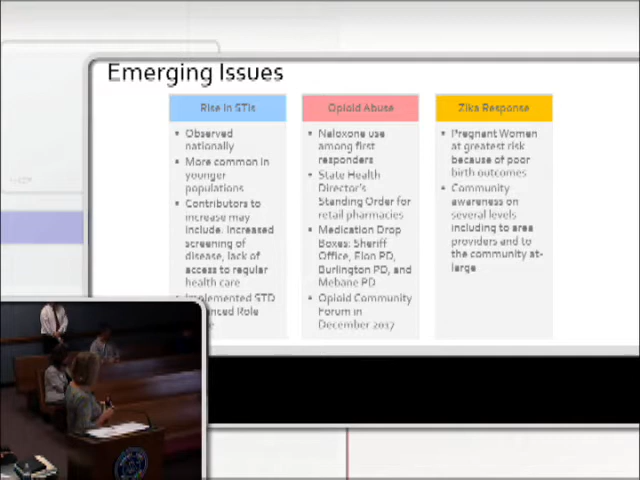 Emerging Issues
Rise in STIs
Observed
nationally
More common in
younger
populations
Contributors to
increase may
include: Increased
screening of
disease, lack of
access to regular
health care
Implemented STD
Role
Opioid Abuse
Naloxone use
among first
responders
State Health
Director's
Standing Order for
retail pharmacies
Medication Drop
Boxes: Sheriff
Office, Elon PD,
Burlington PD, and
Mebane PD
Opioid Community
Forum in
December 2017
Zika Response
Pregnant Women
at greatest risk
because of poor
birth outcomes
Community
awareness on
several levels
including to area
providers and to
the community at-
large